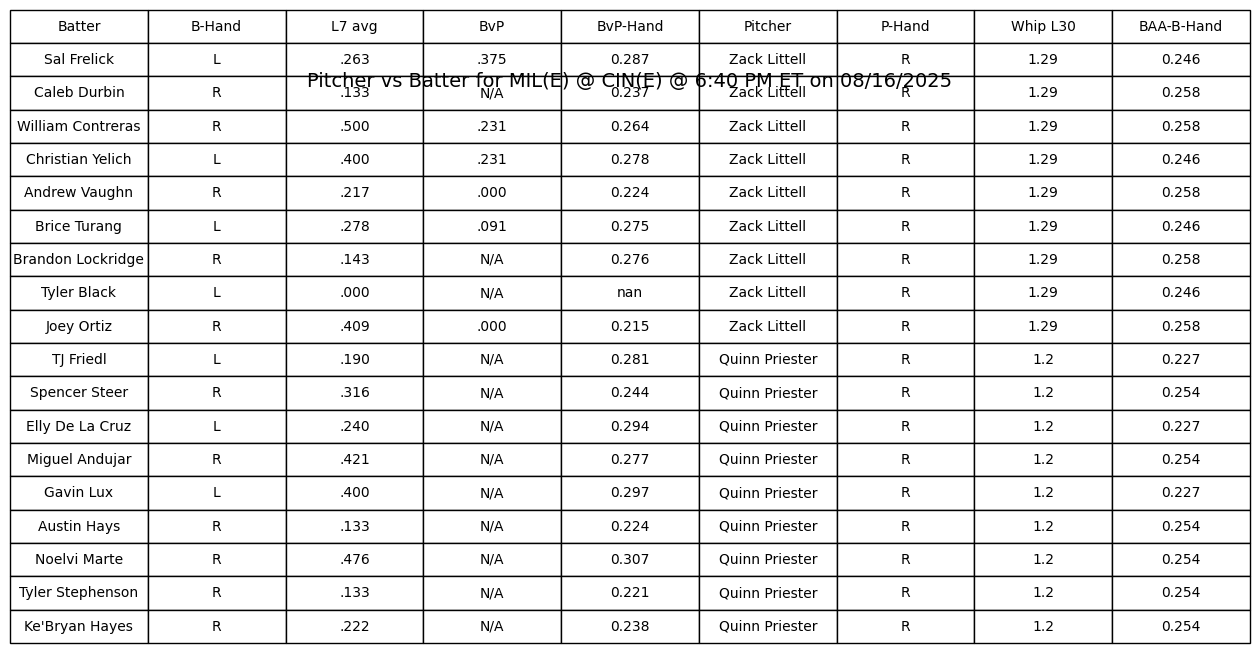 Batter B-Hand L7 avg BvP BvP-Hand Pitcher P-Hand Whip L30 BAA-B-Hand
Sal Frelick L .263 .375 0.287 Zack Littell R 1.29 0.246
Pitcher vs Batter for MIL(E) @ CIN(E) @ 6:40 PM ET on 08/16/2025
Caleb Durbin R .133 N/A 0.237 Zack Littell R 1.29 0.258
William Contreras R .500 .231 0.264 Zack Littell R 1.29 0.258
Christian Yelich L .400 .231 0.278 Zack Littell R 1.29 0.246
Andrew Vaughn R .217 .000 0.224 Zack Littell R 1.29 0.258
Brice Turang L .278 .091 0.275 Zack Littell R 1.29 0.246
Brandon Lockridge R .143 N/A 0.276 Zack Littell R 1.29 0.258
Tyler Black L .000 N/A nan Zack Littell R 1.29 0.246
Joey Ortiz R .409 .000 0.215 Zack Littell R 1.29 0.258
TJ Friedl L .190 N/A 0.281 Quinn Priester R 1.2 0.227
Spencer Steer R .316 N/A 0.244 Quinn Priester R 1.2 0.254
Elly De La Cruz L .240 N/A 0.294 Quinn Priester R 1.2 0.227
Miguel Andujar R .421 N/A 0.277 Quinn Priester R 1.2 0.254
Gavin Lux L .400 N/A 0.297 Quinn Priester R 1.2 0.227
Austin Hays R .133 N/A 0.224 Quinn Priester R 1.2 0.254
Noelvi Marte R .476 N/A 0.307 Quinn Priester R 1.2 0.254
Tyler Stephenson R .133 N/A 0.221 Quinn Priester R 1.2 0.254
Ke'Bryan Hayes R .222 N/A 0.238 Quinn Priester R 1.2 0.254